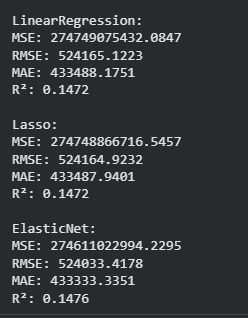 LinearRegression:
MSE: 274749075432.0847
RMSE: 524165.1223
MAE: 433488.1751
R²: 0.1472
Lasso:
MSE: 274748866716.5457
RMSE: 524164.9232
MAE: 433487.9401
R²: 0.1472
ElasticNet:
MSE: 274611022994.2295
RMSE: 524033.4178
MAE: 433333.3351
R²: 0.1476